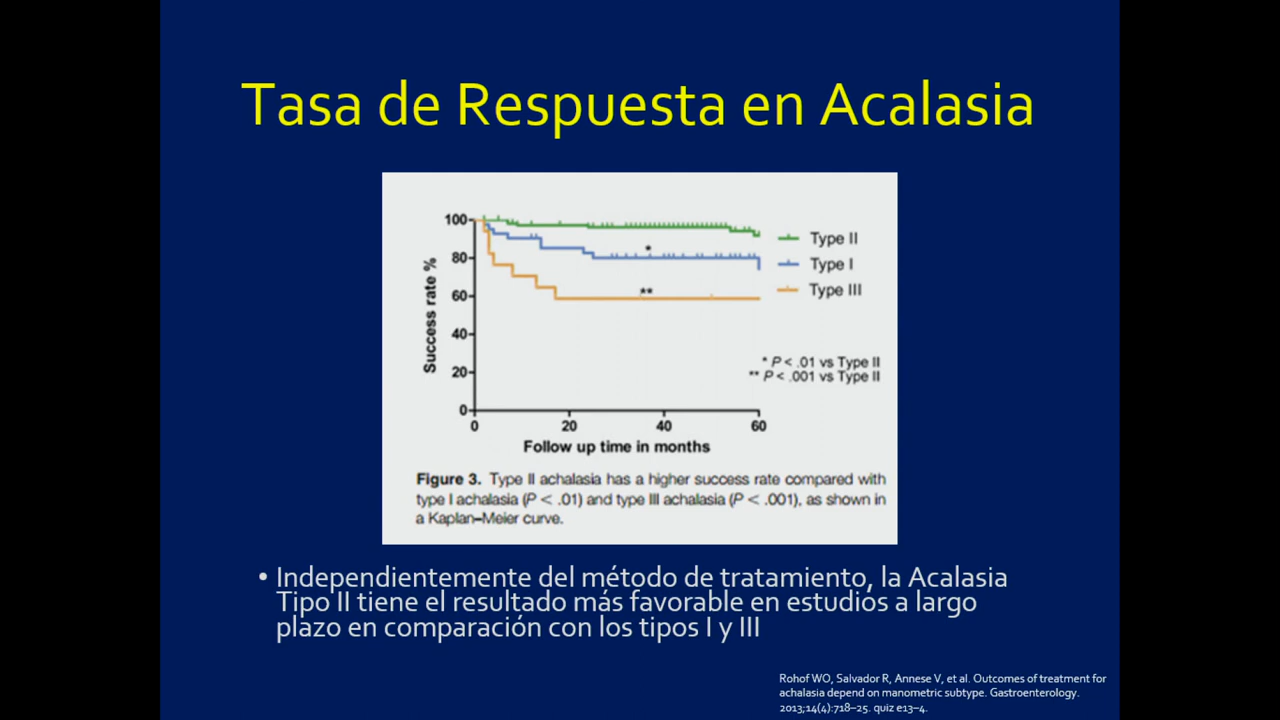 Tasa de Respuesta en Acalasia
100
80
60
40
20
0
Success rate %
0 20 40 60
Follow up time in months
*
**
Type II
Type I
Type III
* P < .01 vs Type II
** P < .001 vs Type II
Figure 3. Type II achalasia has a higher success rate compared with
type I achalasia (P < .01) and type III achalasia (P < .001), as shown in
a Kaplan–Meier curve.
• Independientemente del método de tratamiento, la Acalasia
Tipo II tiene el resultado más favorable en estudios a largo
plazo en comparación con los tipos I y III
Rohof WO, Salvador R, Annese V, et al. Outcomes of treatment for
achalasia depend on manometric subtype. Gastroenterology.
2013;14(4):718–25. quiz e13–4.